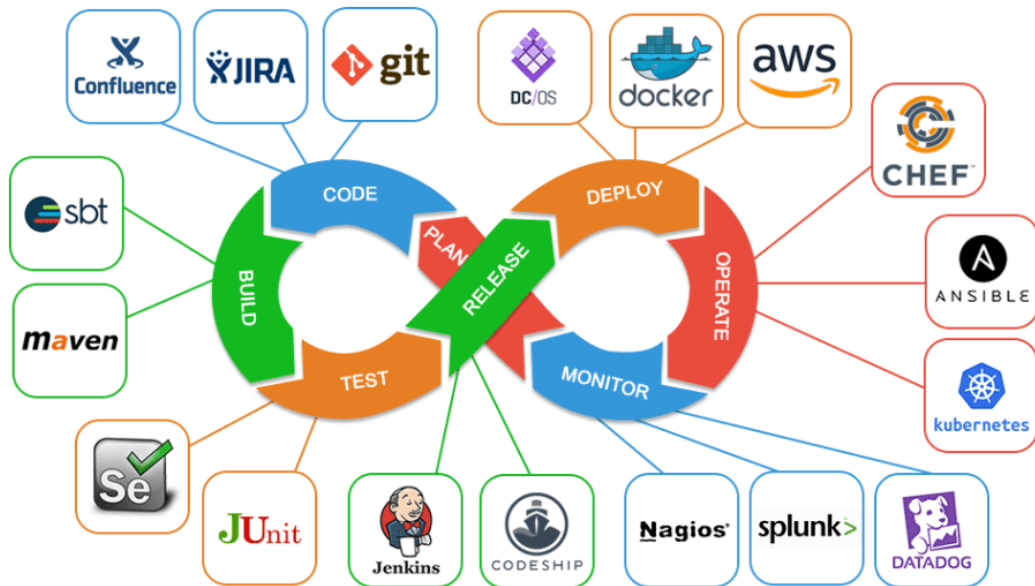 Confluence
JIRA
git
DC/OS
docker
aws
CHEF™
sbt
CODE
DEPLOY
PLAN
RELEASE
BUILD
OPERATE
ANSIBLE
maven
TEST
MONITOR
kubernetes
Se
JUnit
Jenkins
CODESHIP
Nagios®
splunk>
DATADOG